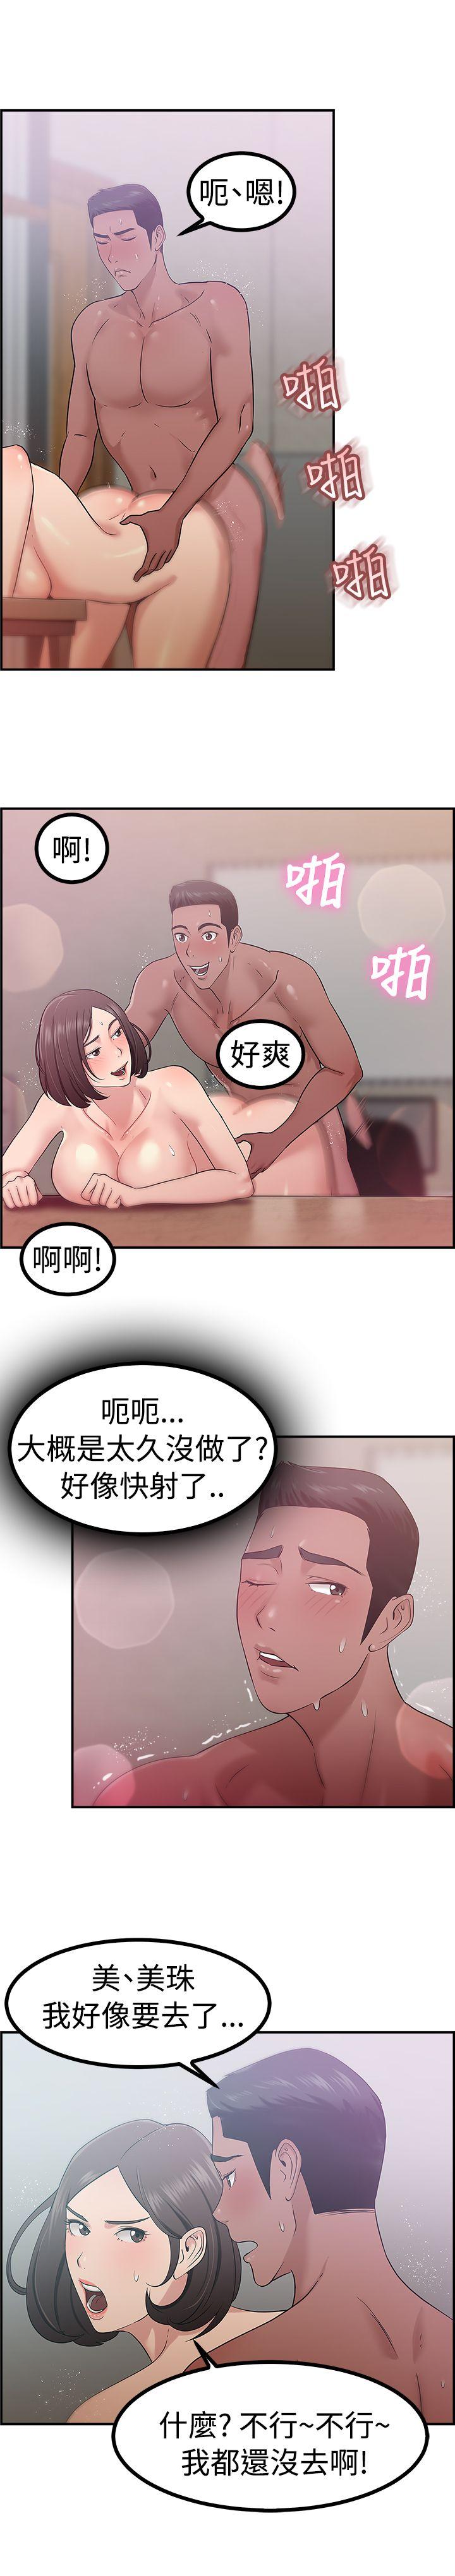 呃、嗯!
啪
啪
啪
啊!
啪
啪
好爽
啊啊!
呃呃...
大概是太久沒做了?
好像快射了..
美、美珠
我好像要去了...
什麼? 不行~不行~
我都還沒去啊!